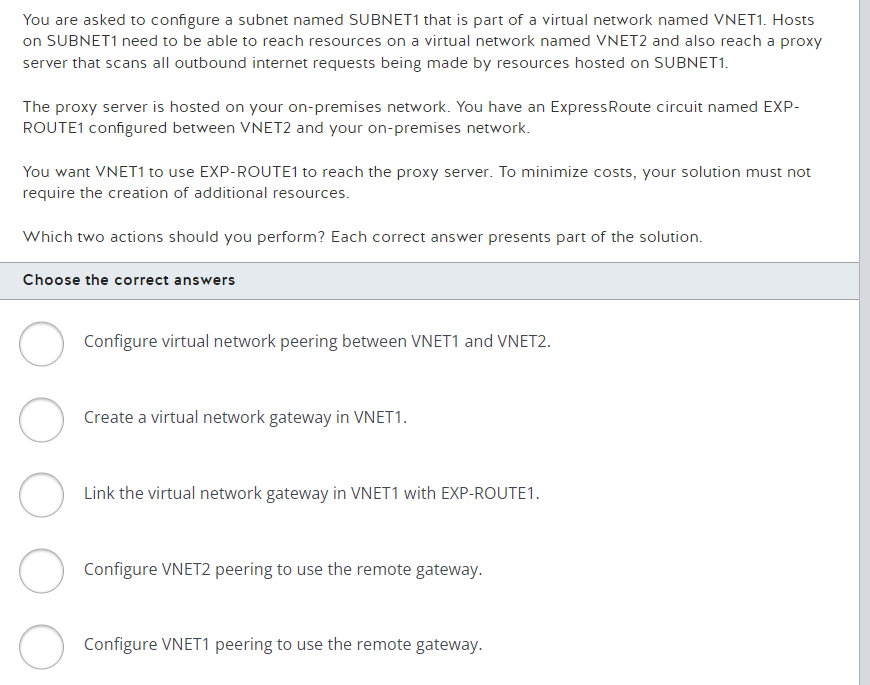 You are asked to configure a subnet named SUBNET1 that is part of a virtual network named VNET1. Hosts
on SUBNET1 need to be able to reach resources on a virtual network named VNET2 and also reach a proxy
server that scans all outbound internet requests being made by resources hosted on SUBNET1.
The proxy server is hosted on your on-premises network. You have an ExpressRoute circuit named EXP-
ROUTE1 configured between VNET2 and your on-premises network.
You want VNET1 to use EXP-ROUTE1 to reach the proxy server. To minimize costs, your solution must not
require the creation of additional resources.
Which two actions should you perform? Each correct answer presents part of the solution.
Choose the correct answers
Configure virtual network peering between VNET1 and VNET2.
Create a virtual network gateway in VNET1.
Link the virtual network gateway in VNET1 with EXP-ROUTE1.
Configure VNET2 peering to use the remote gateway.
Configure VNET1 peering to use the remote gateway.